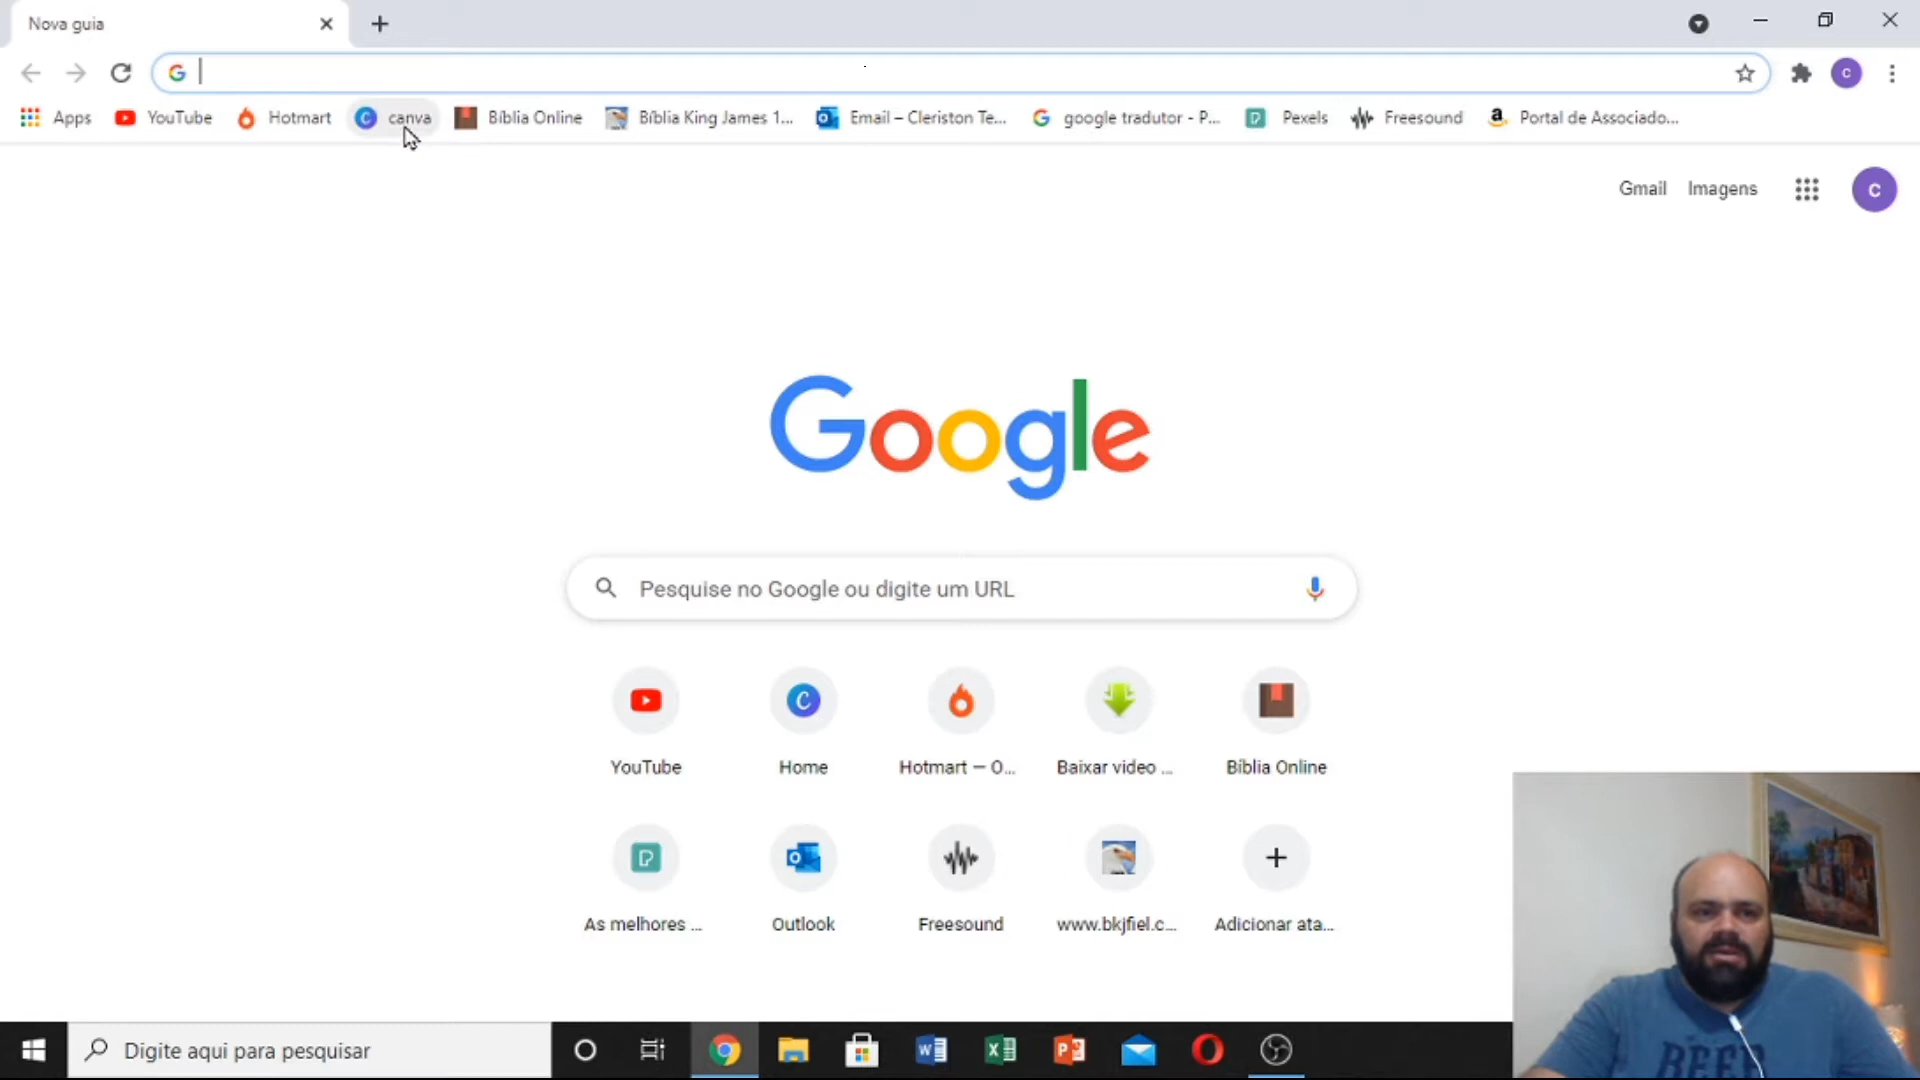 Nova guia
Apps YouTube Hotmart canva Bíblia Online Bíblia King James 1... Email – Cleriston Te... google tradutor - P... Pexels Freesound Portal de Associado...
Gmail Imagens C
Google
Pesquise no Google ou digite um URL
YouTube Home Hotmart – O... Baixar video ... Bíblia Online
As melhores ... Outlook Freesound www.bkjfiel.c... Adicionar ata...
Digite aqui para pesquisar
BEER